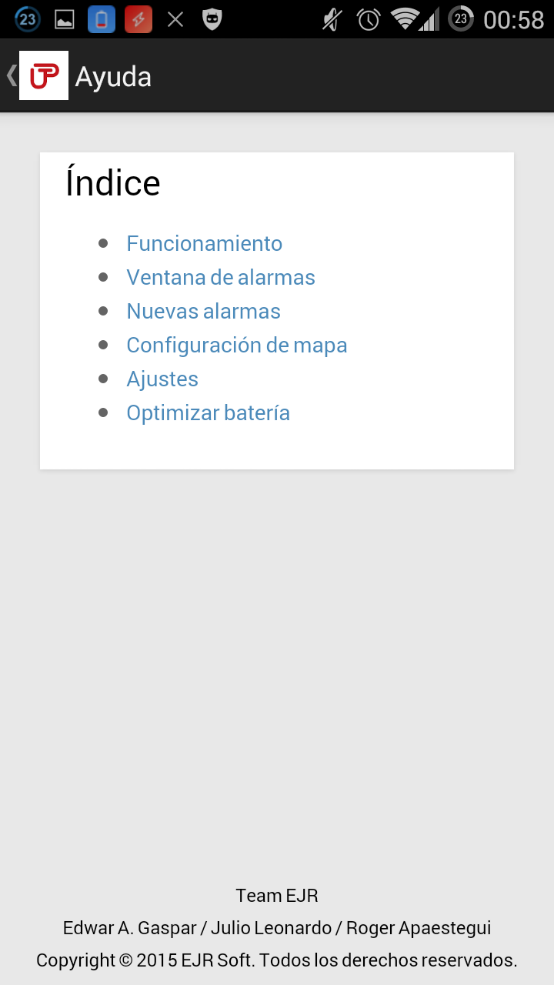 23
23
00:58
UTP
Ayuda
Índice
Funcionamiento
Ventana de alarmas
Nuevas alarmas
Configuración de mapa
Ajustes
Optimizar batería
Team EJR
Edwar A. Gaspar / Julio Leonardo / Roger Apaestegui
Copyright © 2015 EJR Soft. Todos los derechos reservados.